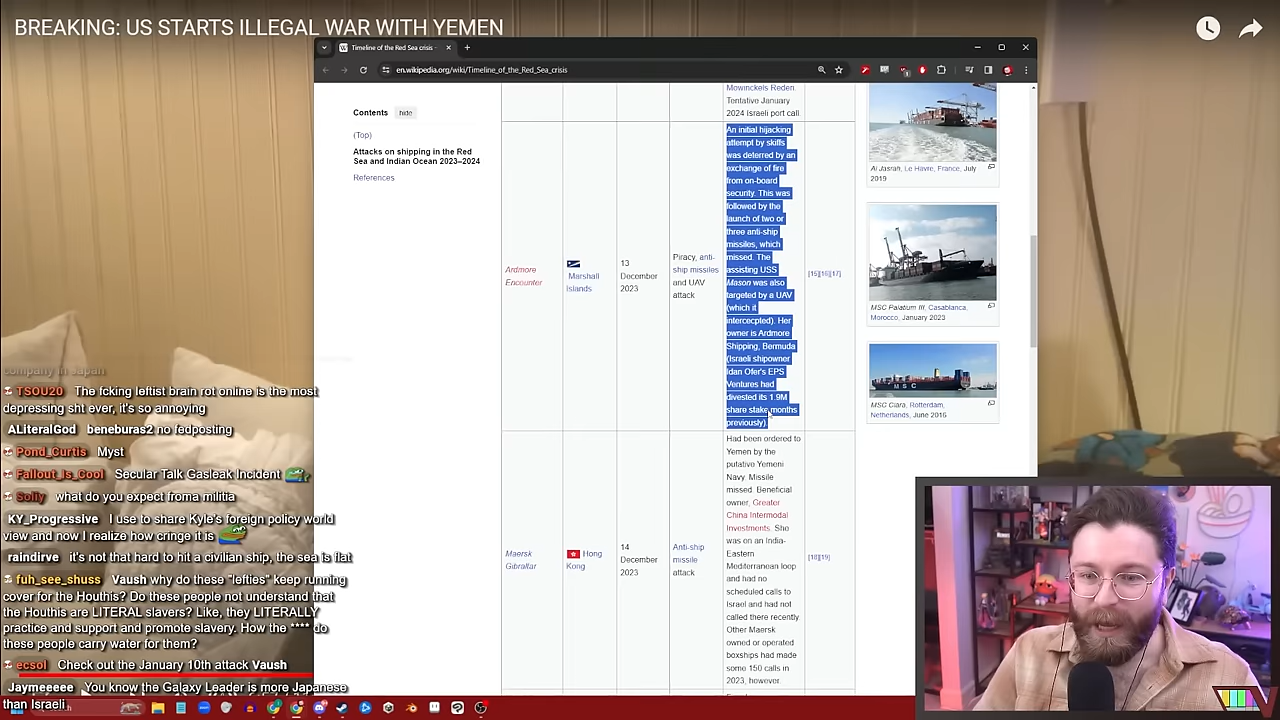 BREAKING: US STARTS ILLEGAL WAR WITH YEMEN
Timeline of the Red Sea crisis -
en.wikipedia.org/wiki/Timeline_of_the_Red_Sea_crisis
Contents
hide
(Top)
Attacks on shipping in the Red
Sea and Indian Ocean 2023–2024
References
Mowinckels Rederi.
Tentative January
2024 Israeli port call.
Ardmore
Encounter
Marshall
Islands
13
December
2023
Piracy, anti-
ship missiles
and UAV
attack
An initial hijacking
attempt by skiffs
was deterred by an
exchange of fire
from on-board
security. This was
followed by the
launch of two or
three anti-ship
missiles, which
missed. The
assisting USS
Mason was also
targeted by a UAV
(which it
intercecpted). Her
owner is Ardmore
Shipping, Bermuda
(Israeli shipowner
Idan Ofer's EPS
Ventures had
divested its 1.9M
share stake months
previously).
[15][16][17]
Maersk
Gibraltar
Hong
Kong
14
December
2023
Anti-ship
missile
attack
Had been ordered to
Yemen by the
putative Yemeni
Navy. Missile
missed. Beneficial
owner, Greater
China Intermodal
Investments. She
was on an India-
Eastern
Mediterranean loop
and had no
scheduled calls to
Israel and had not
called there recently.
Other Maersk
owned or operated
boxships had made
some 150 calls in
2023, however.
[18][19]
Al Jasrah, Le Havre, France, July
2019
MSC Palatium III, Casablanca,
Morocco, January 2023
M S C
MSC Clara, Rotterdam,
Netherlands, June 2015
company in Japan
TSOU20 The fcking leftist brain rot online is the most
depressing sht ever, it's so annoying
ALiteralGod beneburas2 no fedposting
Pond_Curtis Myst
Fallout_Is_Cool Secular Talk Gasleak Incident
Solly what do you expect froma militia
KY_Progressive I use to share Kyle's foreign policy world
view and now I realize how cringe it is
raindirve it's not that hard to hit a civilian ship, the sea is flat
fuh_see_shuss Vaush why do these "lefties" keep running
cover for the Houthis? Do these people not understand that
the Houthis are LITERAL slavers? Like, they LITERALLY
practice and support and promote slavery. How the **** do
these people carry water for them?
ecsol Check out the January 10th attack Vaush
Jaymeeeee You know the Galaxy Leader is more Japanese
than Israeli